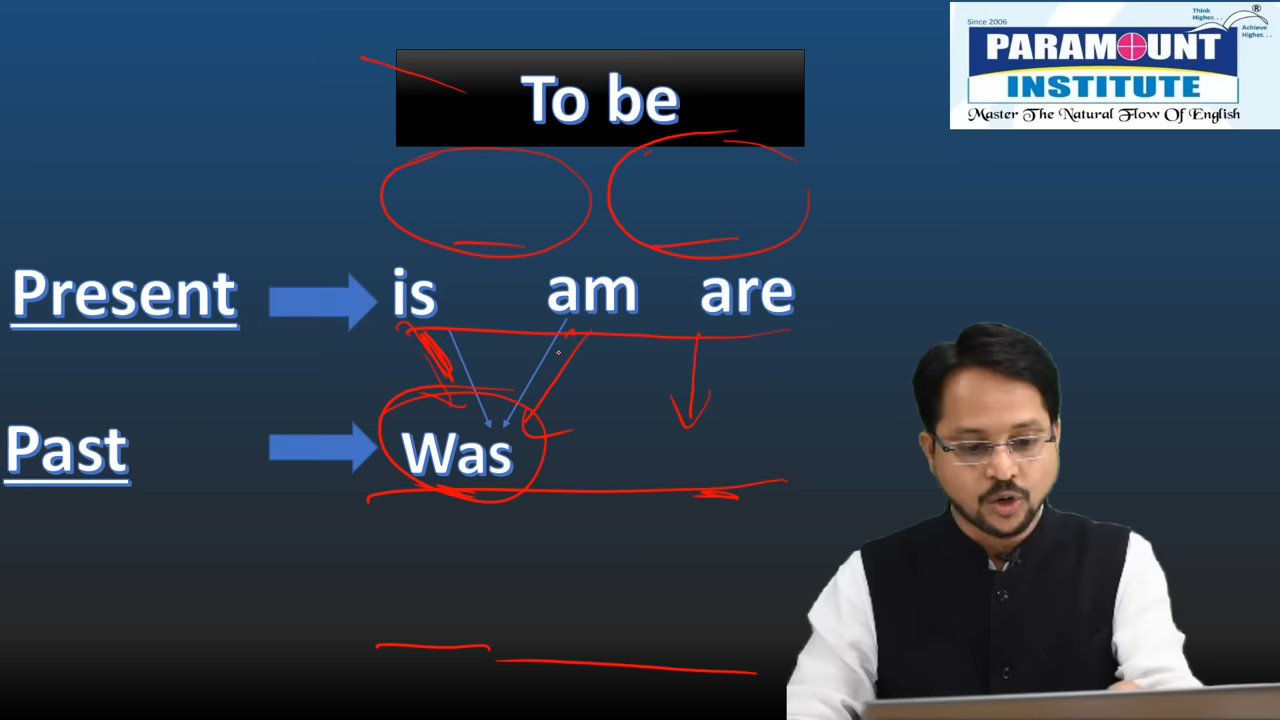 Since 2006
Think
Higher. . .
®
Achieve
Higher. . .
PARAMOUNT
INSTITUTE
Master The Natural Flow Of English
To be
Present is am are
Past Was